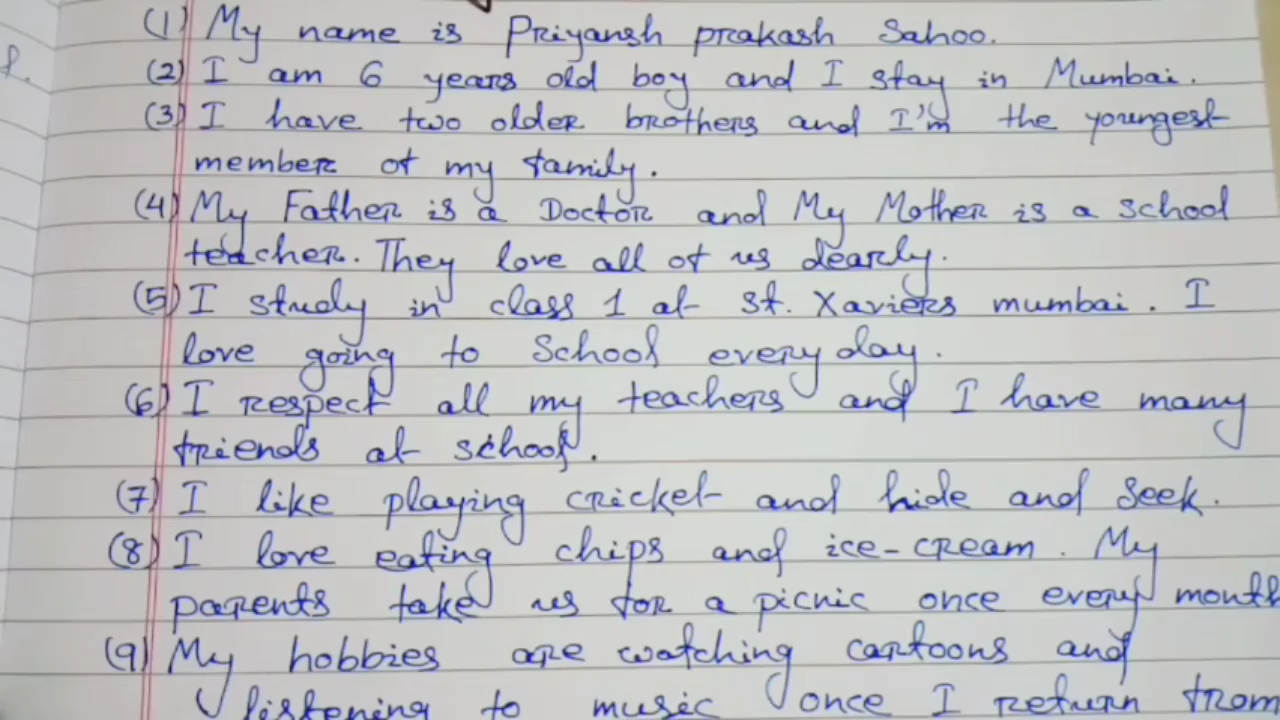 (1) My name is Priyansh prakash Sahoo.
(2) I am 6 years old boy and I stay in Mumbai.
(3) I have two older brothers and I'm the youngest
member of my family.
(4) My Father is a Doctor and My Mother is a school
teacher. They love all of us dearly.
(5) I study in class 1 at St. Xaviers mumbai. I
love going to School every day.
(6) I respect all my teachers and I have many
friends at school.
(7) I like playing cricket and hide and Seek.
(8) I love eating chips and ice-cream. My
parents take us for a picnic once every month
(9) My hobbies are watching cartoons and
listening to music once I return from